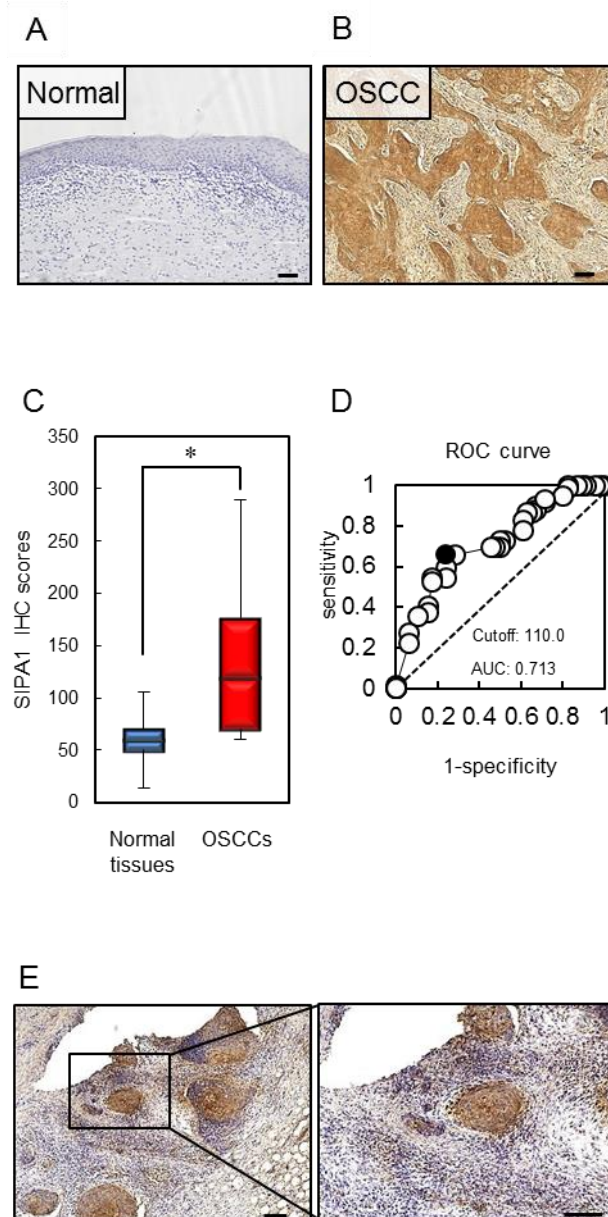 A
B
Normal
OSCC
C
D
350
300
250
200
150
100
50
0
SIPA1 IHC scores
*
Normal
tissues
OSCCs
ROC curve
1
0.8
0.6
0.4
0.2
0
sensitivity
Cutoff: 110.0
AUC: 0.713
0 0.2 0.4 0.6 0.8 1
1-specificity
E